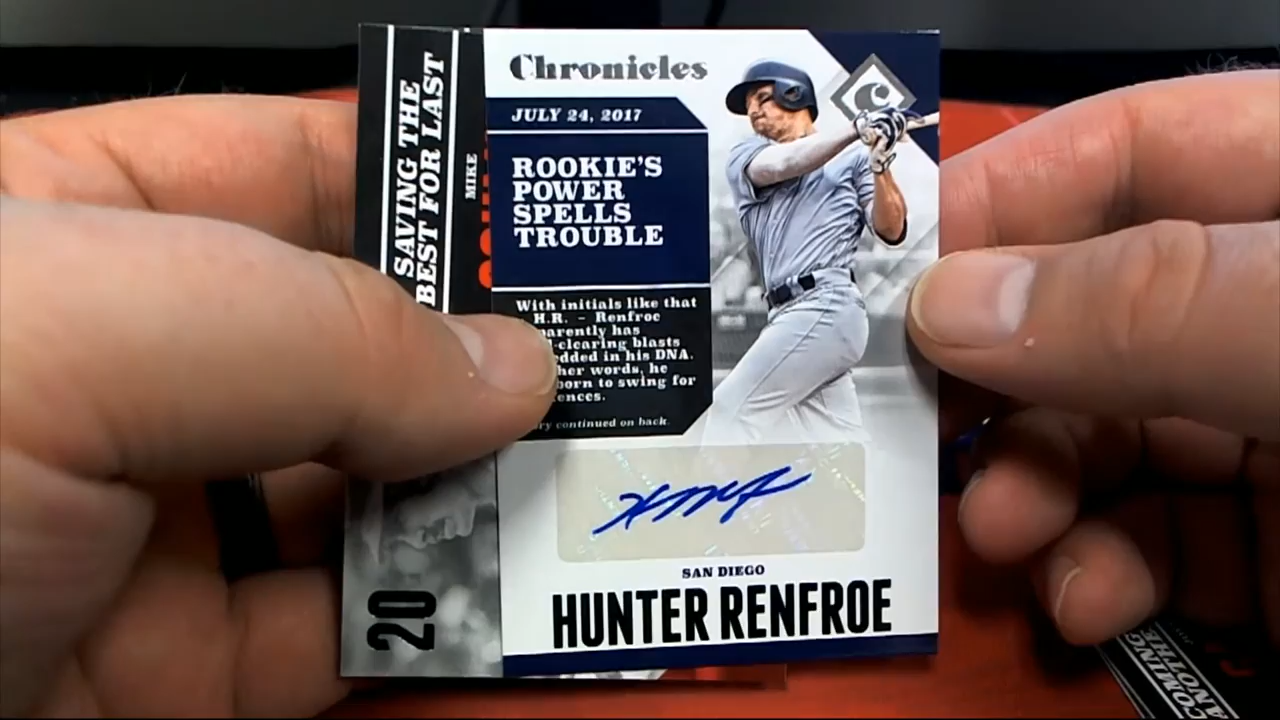 SAVING THE
BEST FOR LAST
MIKE
20
Chronicles
C
JULY 24, 2017
ROOKIE'S
POWER
SPELLS
TROUBLE
With initials like that
H.R. – Renfroe
parently has
-clearing blasts
dded in his DNA.
her words, he
born to swing for
ences.
ry continued on back.
SAN DIEGO
HUNTER RENFROE
COMING
ANOTHE